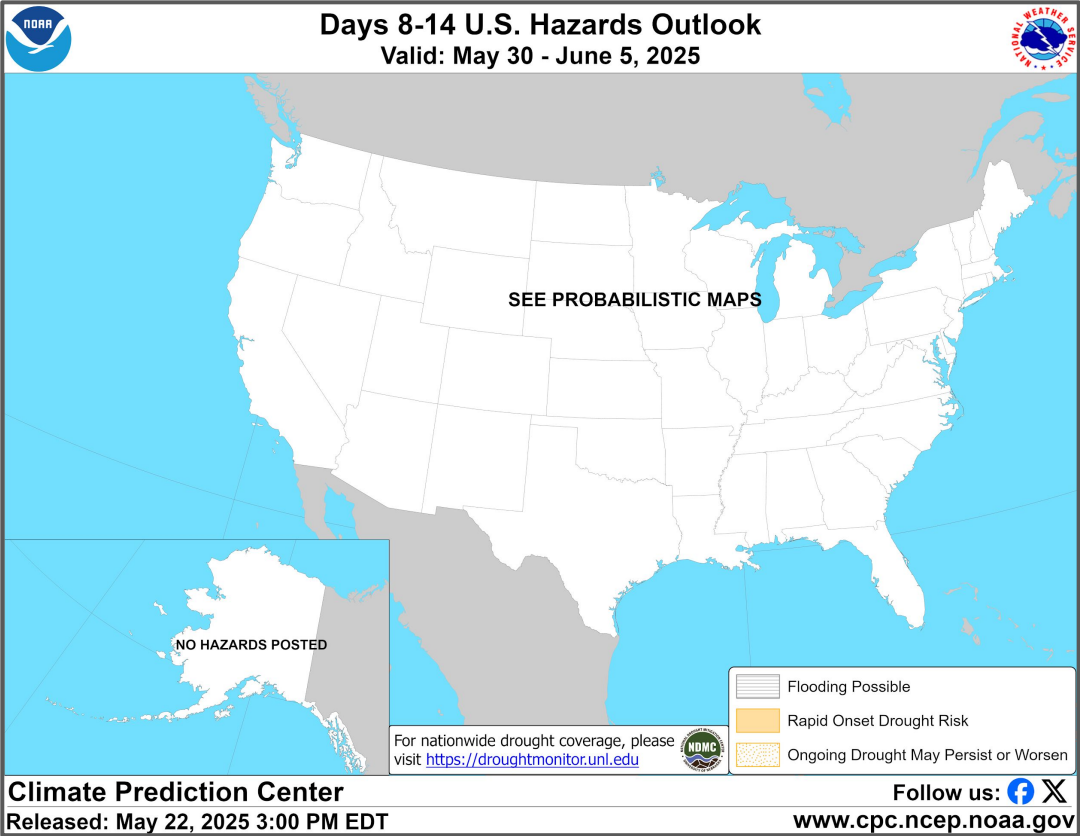 NOAA
Days 8-14 U.S. Hazards Outlook
Valid: May 30 - June 5, 2025
NATIONAL WEATHER SERVICE
SEE PROBABILISTIC MAPS
NO HAZARDS POSTED
Flooding Possible
Rapid Onset Drought Risk
Ongoing Drought May Persist or Worsen
For nationwide drought coverage, please
visit https://droughtmonitor.unl.edu
NDMC
Climate Prediction Center
Released: May 22, 2025 3:00 PM EDT
Follow us:
www.cpc.ncep.noaa.gov